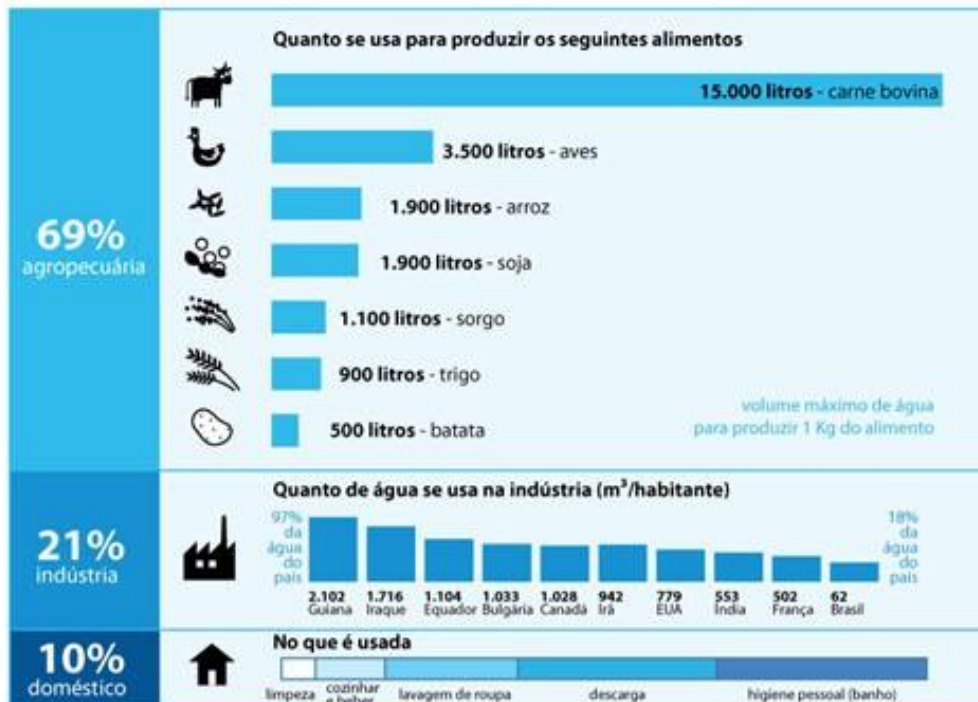 Quanto se usa para produzir os seguintes alimentos
15.000 litros - carne bovina
3.500 litros - aves
1.900 litros - arroz
1.900 litros - soja
1.100 litros - sorgo
900 litros - trigo
500 litros - batata
volume máximo de água
para produzir 1 Kg do alimento
69%
agropecuária
Quanto de água se usa na indústria (m³/habitante)
97%
da
água
do
país
18%
da
água
do
país
2.102 1.716 1.104 1.033 1.028 942 779 553 502 62
Guiana Iraque Equador Bulgária Canadá Irã EUA Índia França Brasil
21%
indústria
No que é usada
limpeza cozinhar e beber lavagem de roupa descarga higiene pessoal (banho)
10%
doméstico